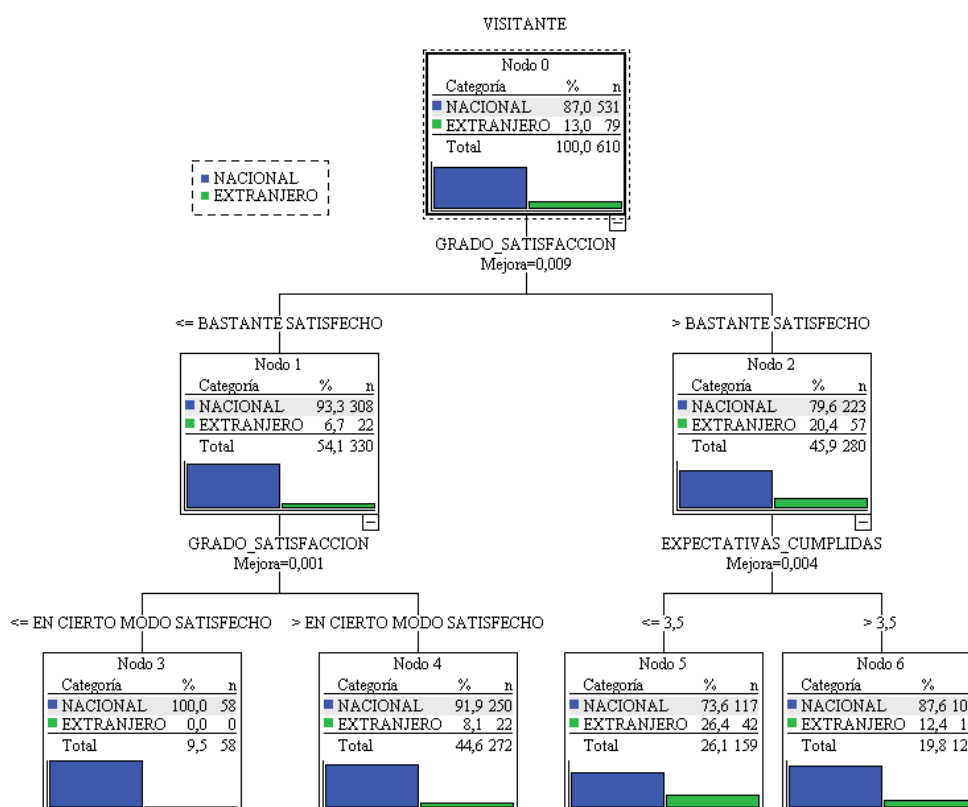 VISITANTE
Nodo 0
Categoría % n
NACIONAL 87,0 531
EXTRANJERO 13,0 79
Total 100,0 610
NACIONAL
EXTRANJERO
GRADO_SATISFACCION
Mejora=0,009
<= BASTANTE SATISFECHO
> BASTANTE SATISFECHO
Nodo 1
Categoría % n
NACIONAL 93,3 308
EXTRANJERO 6,7 22
Total 54,1 330
Nodo 2
Categoría % n
NACIONAL 79,6 223
EXTRANJERO 20,4 57
Total 45,9 280
GRADO_SATISFACCION
Mejora=0,001
EXPECTATIVAS_CUMPLIDAS
Mejora=0,004
<= EN CIERTO MODO SATISFECHO
> EN CIERTO MODO SATISFECHO
<= 3,5
> 3,5
Nodo 3
Categoría % n
NACIONAL 100,0 58
EXTRANJERO 0,0 0
Total 9,5 58
Nodo 4
Categoría % n
NACIONAL 91,9 250
EXTRANJERO 8,1 22
Total 44,6 272
Nodo 5
Categoría % n
NACIONAL 73,6 117
EXTRANJERO 26,4 42
Total 26,1 159
Nodo 6
Categoría %
NACIONAL 87,6 10
EXTRANJERO 12,4 1
Total 19,8 12